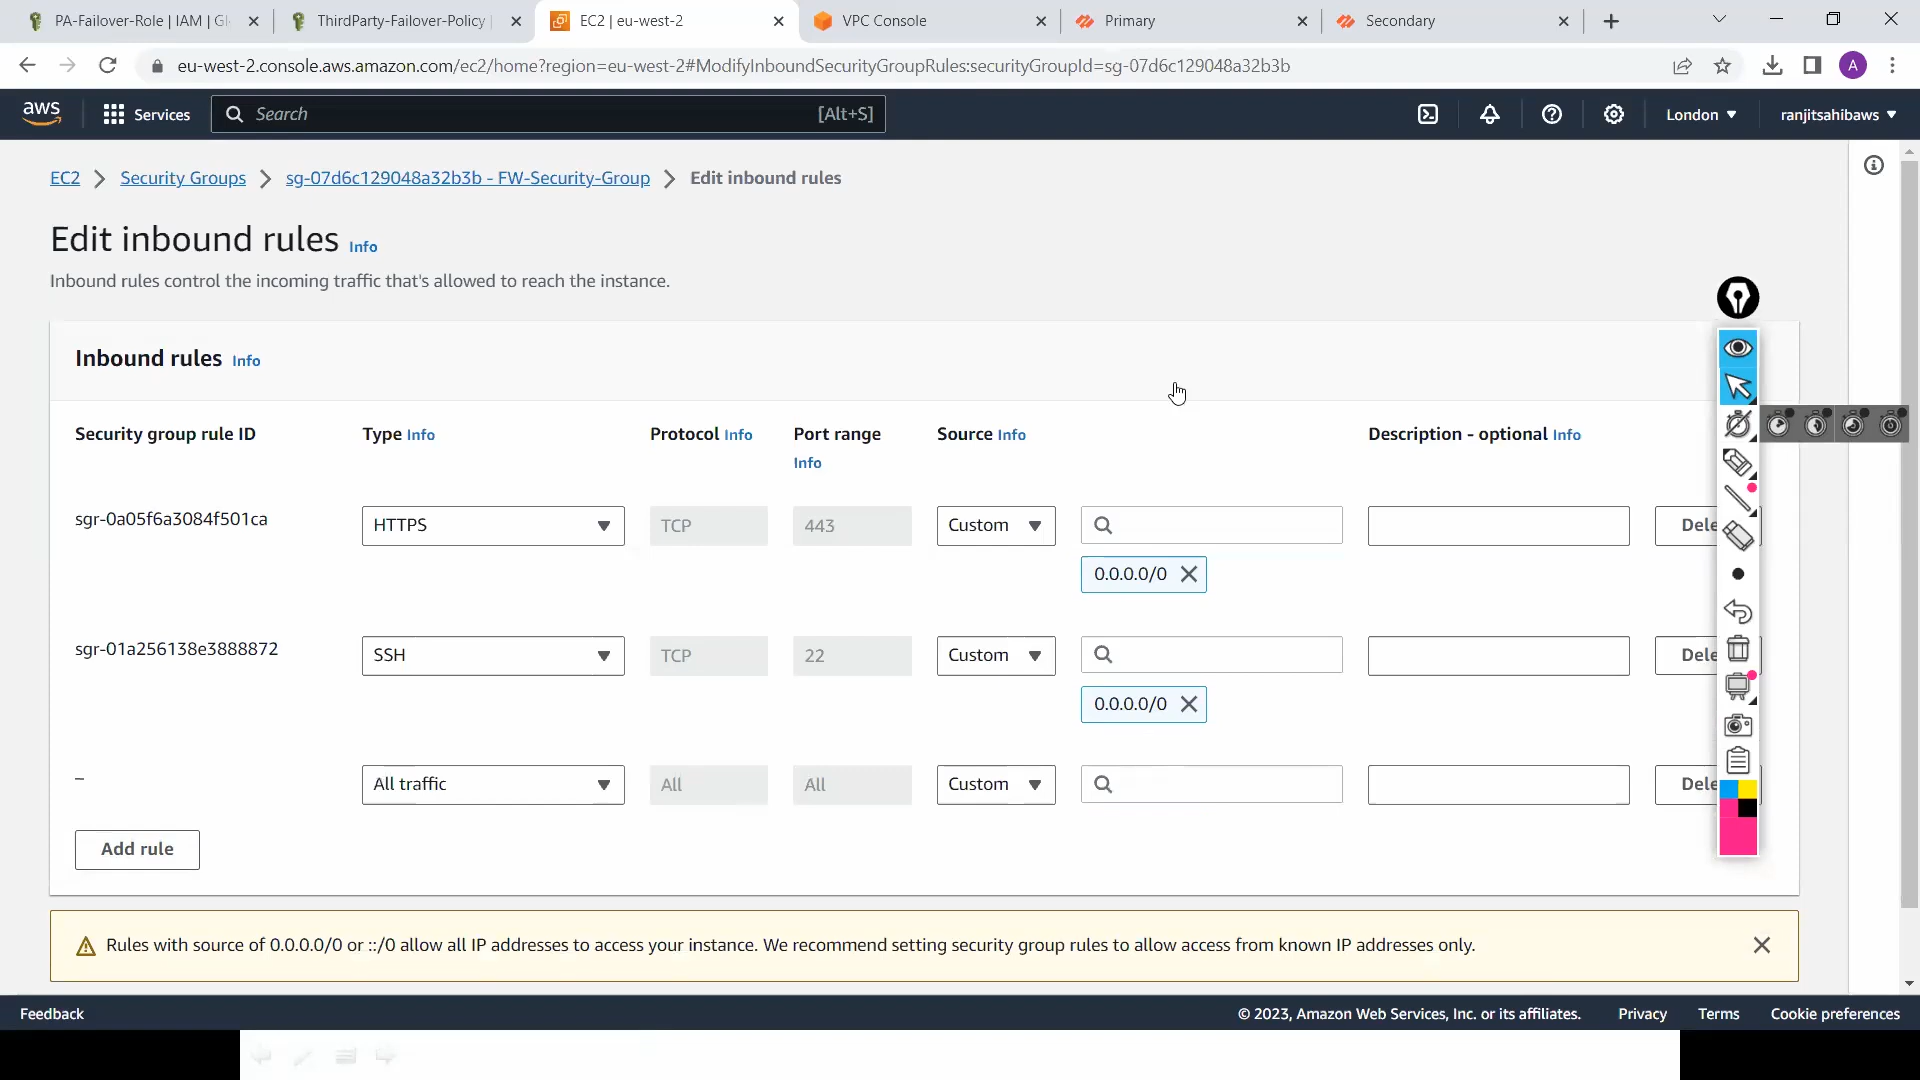 PA-Failover-Role | IAM | Gl
ThirdParty-Failover-Policy |
EC2 | eu-west-2
VPC Console
Primary
Secondary
eu-west-2.console.aws.amazon.com/ec2/home?region=eu-west-2#ModifyInboundSecurityGroupRules:securityGroupId=sg-07d6c129048a32b3b
A
aws
Services
Search
[Alt+S]
London
ranjitsahibaws
EC2
Security Groups
sg-07d6c129048a32b3b - FW-Security-Group
Edit inbound rules
Edit inbound rules Info
Inbound rules control the incoming traffic that's allowed to reach the instance.
Inbound rules Info
Security group rule ID
Type Info
Protocol Info
Port range
Info
Source Info
Description - optional Info
sgr-0a05f6a3084f501ca
HTTPS
TCP
443
Custom
Dele
0.0.0.0/0
sgr-01a256138e3888872
SSH
TCP
22
Custom
Dele
0.0.0.0/0
–
All traffic
All
All
Custom
Dele
Add rule
Rules with source of 0.0.0.0/0 or ::/0 allow all IP addresses to access your instance. We recommend setting security group rules to allow access from known IP addresses only.
Feedback
© 2023, Amazon Web Services, Inc. or its affiliates.
Privacy
Terms
Cookie preferences